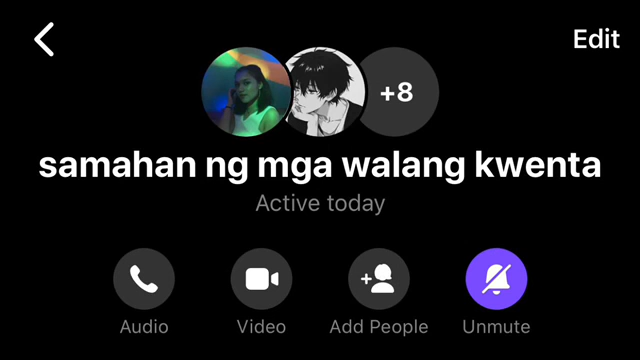 Edit
+8
samahan ng mga walang kwenta
Active today
Audio Video Add People Unmute